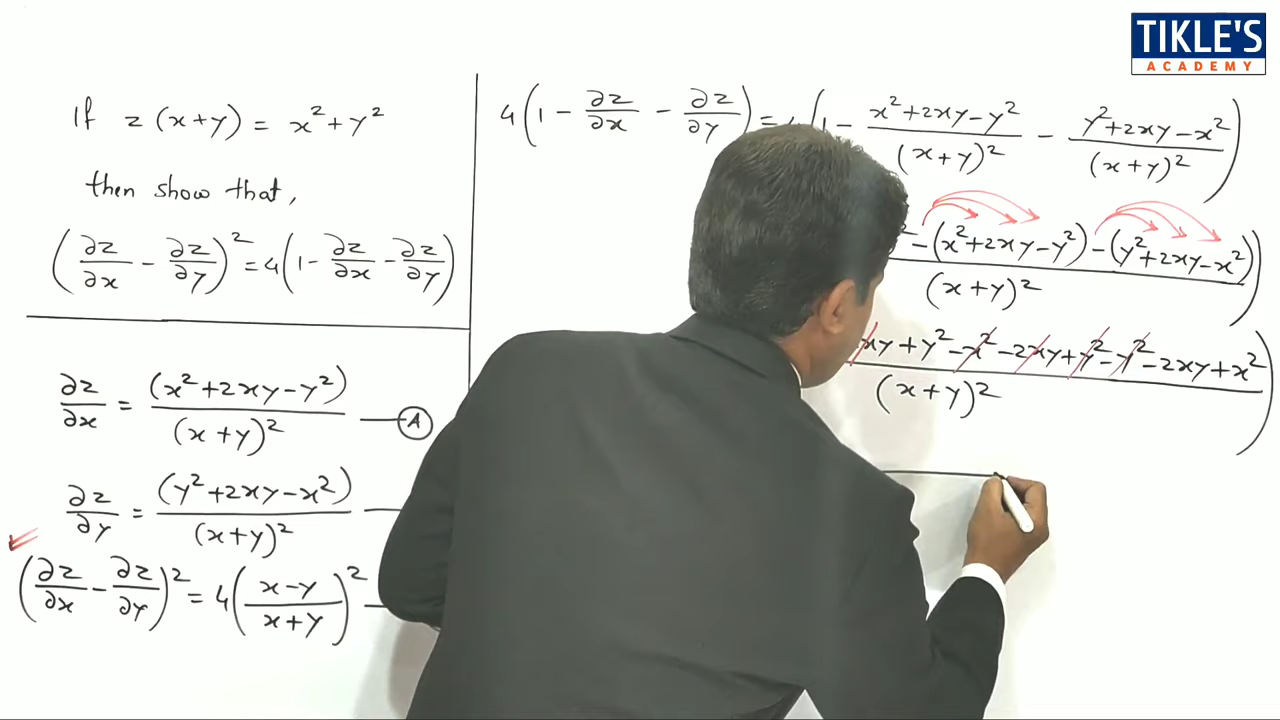 TIKLE'S
ACADEMY
If z(x+y) = x²+y²
then show that,
(∂z/∂x - ∂z/∂y)² = 4(1 - ∂z/∂x - ∂z/∂y)
∂z/∂x = (x²+2xy-y²)/(x+y)² — A
∂z/∂y = (y²+2xy-x²)/(x+y)² —
(∂z/∂x - ∂z/∂y)² = 4((x-y)/(x+y))² —
4(1 - ∂z/∂x - ∂z/∂y) = (1 - (x²+2xy-y²)/(x+y)² - (y²+2xy-x²)/(x+y)²)
-(x²+2xy-y²)-(y²+2xy-x²))/(x+y)²
xy+y²-x²-2xy+y²-y²-2xy+x²)/(x+y)²